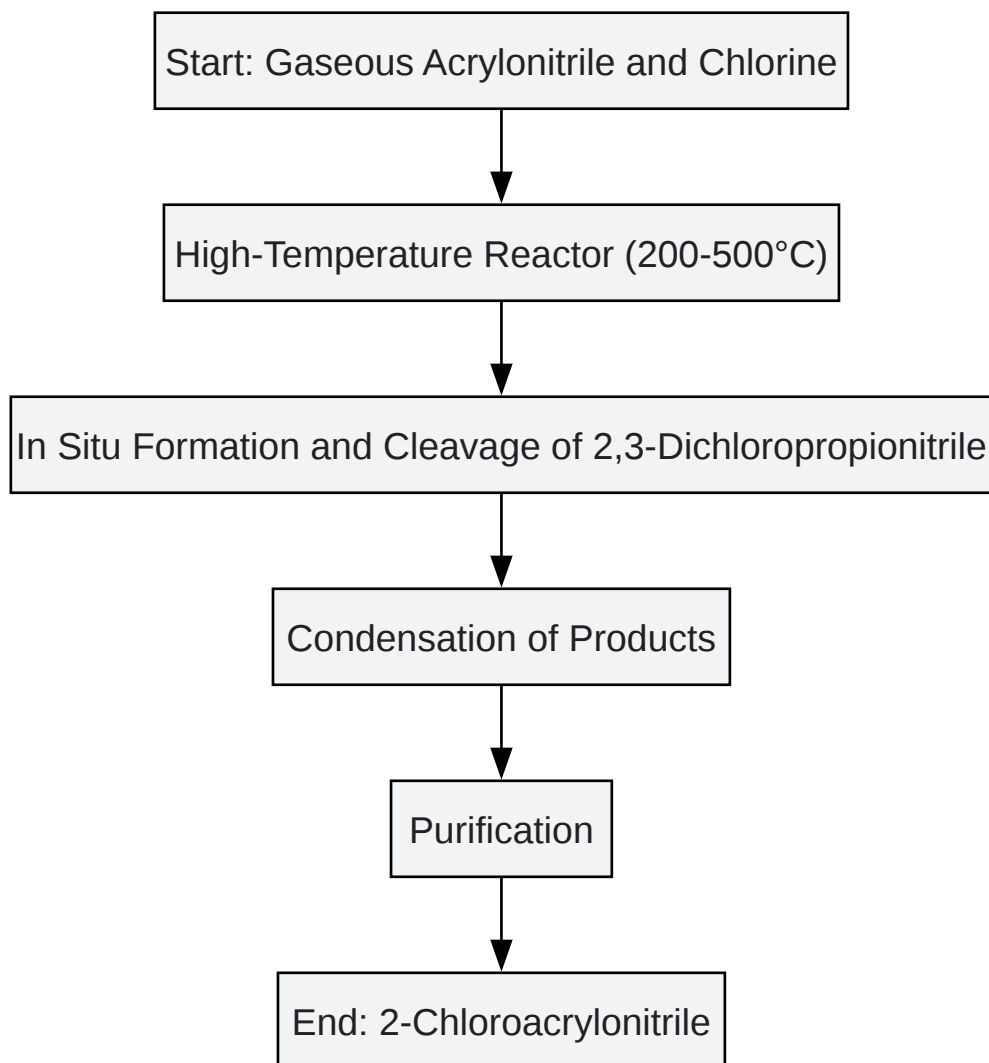 Start: Gaseous Acrylonitrile and Chlorine
High-Temperature Reactor (200-500°C)
In Situ Formation and Cleavage of 2,3-Dichloropropionitrile
Condensation of Products
Purification
End: 2-Chloroacrylonitrile